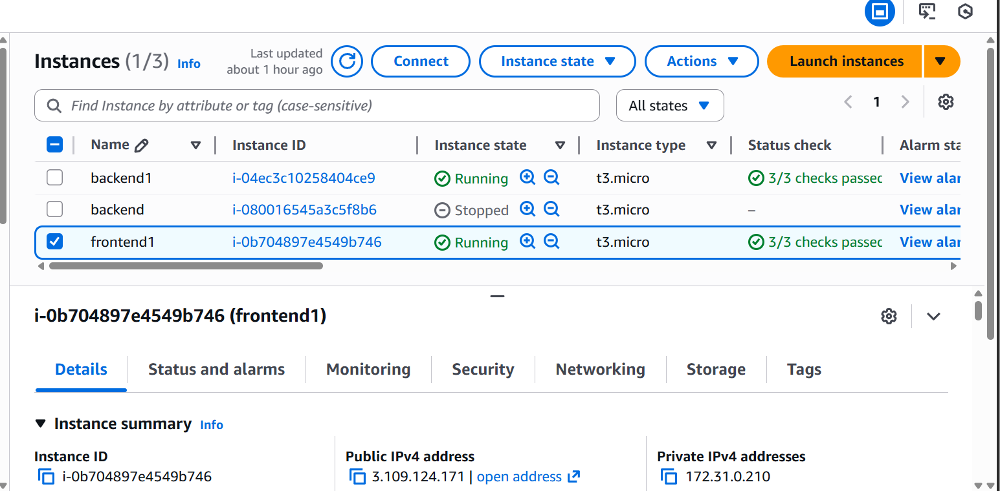 Instances (1/3) Info
Last updated
about 1 hour ago
Connect
Instance state
Actions
Launch instances
Find Instance by attribute or tag (case-sensitive)
All states
1
Name Instance ID Instance state Instance type Status check Alarm sta
backend1 i-04ec3c10258404ce9 Running t3.micro 3/3 checks passed View alar
backend i-080016545a3c5f8b6 Stopped t3.micro – View alar
frontend1 i-0b704897e4549b746 Running t3.micro 3/3 checks passed View alar
i-0b704897e4549b746 (frontend1)
Details Status and alarms Monitoring Security Networking Storage Tags
Instance summary Info
Instance ID Public IPv4 address Private IPv4 addresses
i-0b704897e4549b746 3.109.124.171 | open address 172.31.0.210